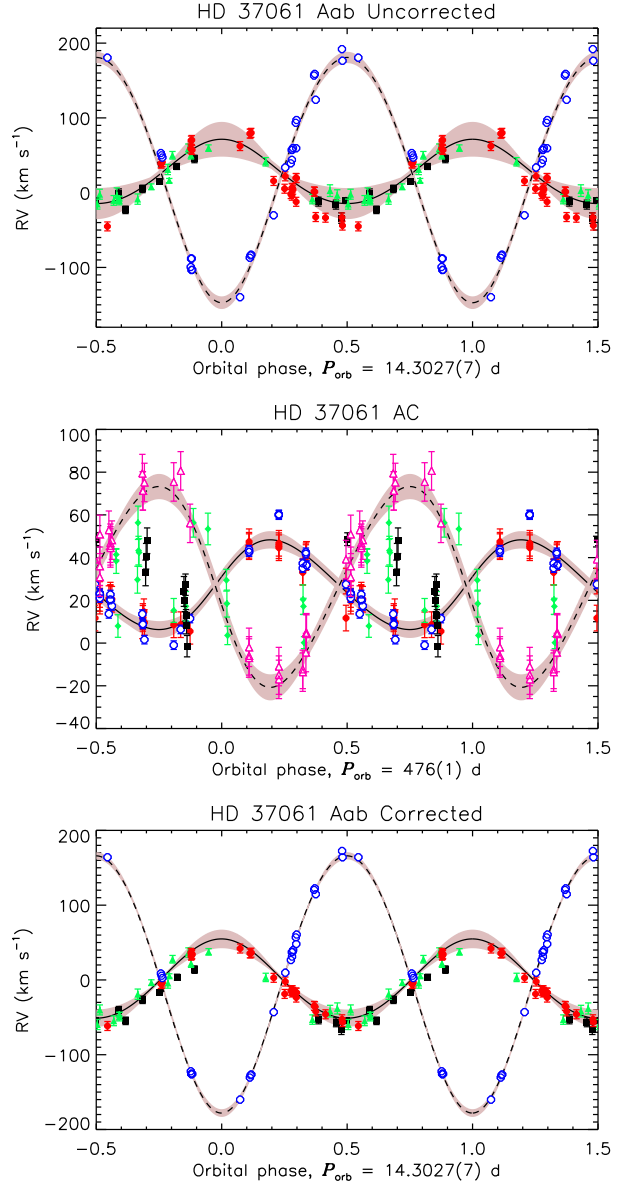 HD 37061 Aab Uncorrected
200
100
0
-100
RV (km s⁻¹)
-0.5 0.0 0.5 1.0 1.5
Orbital phase, P_orb = 14.3027(7) d
HD 37061 AC
100
80
60
40
20
0
-20
-40
RV (km s⁻¹)
-0.5 0.0 0.5 1.0 1.5
Orbital phase, P_orb = 476(1) d
HD 37061 Aab Corrected
200
100
0
-100
-200
RV (km s⁻¹)
-0.5 0.0 0.5 1.0 1.5
Orbital phase, P_orb = 14.3027(7) d